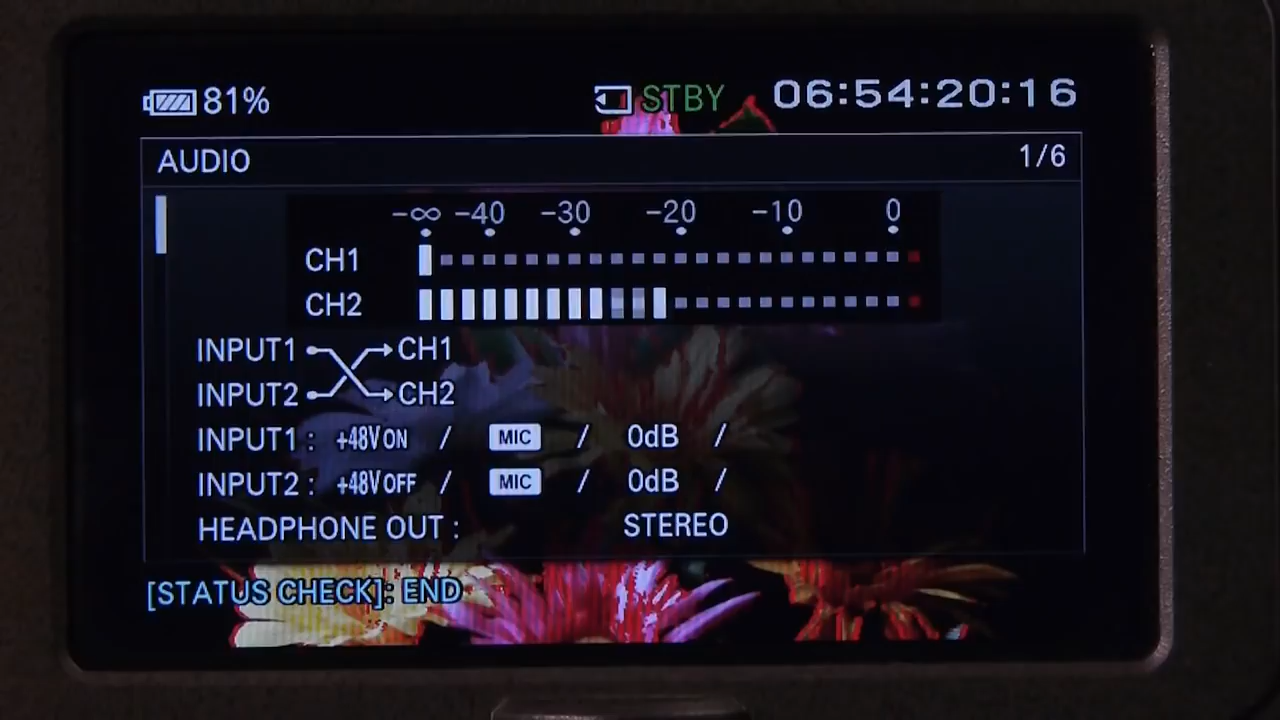 81% STBY 06:54:20:16
AUDIO 1/6
−∞ −40 −30 −20 −10 0
CH1
CH2
INPUT1 CH1
INPUT2 CH2
INPUT1 : +48V ON / MIC / 0dB /
INPUT2 : +48V OFF / MIC / 0dB /
HEADPHONE OUT : STEREO
[STATUS CHECK]: END